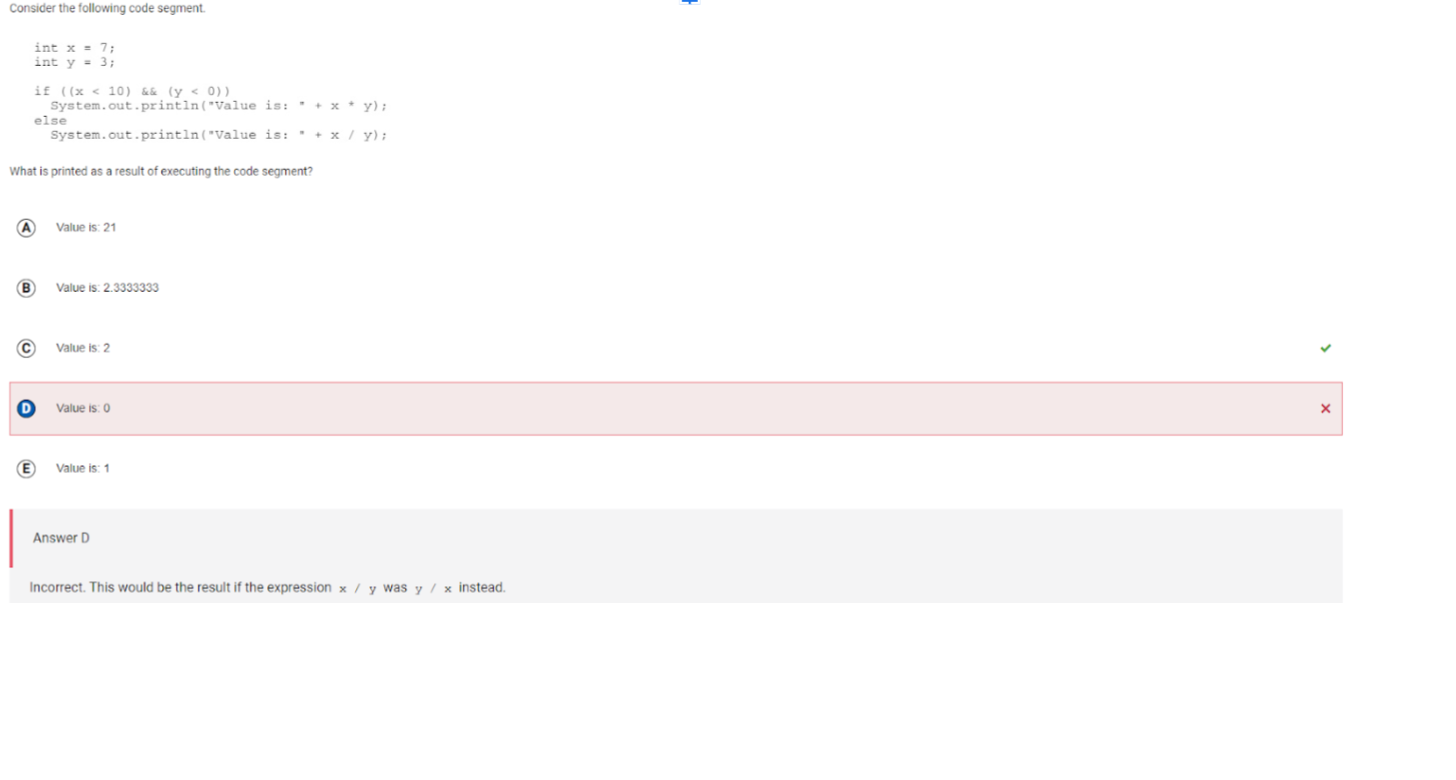 Consider the following code segment.
int x = 7;
int y = 3;
if ((x < 10) && (y < 0))
System.out.println("Value is: " + x * y);
else
System.out.println("Value is: " + x / y);
What is printed as a result of executing the code segment?
A Value is: 21
B Value is: 2.3333333
C Value is: 2
D Value is: 0
E Value is: 1
Answer D
Incorrect. This would be the result if the expression x / y was y / x instead.